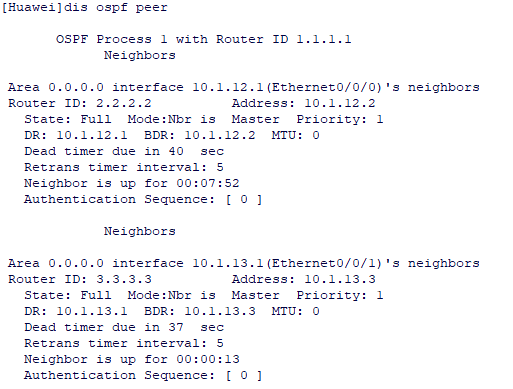 [Huawei]dis ospf peer
OSPF Process 1 with Router ID 1.1.1.1
Neighbors
Area 0.0.0.0 interface 10.1.12.1(Ethernet0/0/0)'s neighbors
Router ID: 2.2.2.2 Address: 10.1.12.2
State: Full Mode:Nbr is Master Priority: 1
DR: 10.1.12.1 BDR: 10.1.12.2 MTU: 0
Dead timer due in 40 sec
Retrans timer interval: 5
Neighbor is up for 00:07:52
Authentication Sequence: [ 0 ]
Neighbors
Area 0.0.0.0 interface 10.1.13.1(Ethernet0/0/1)'s neighbors
Router ID: 3.3.3.3 Address: 10.1.13.3
State: Full Mode:Nbr is Master Priority: 1
DR: 10.1.13.1 BDR: 10.1.13.3 MTU: 0
Dead timer due in 37 sec
Retrans timer interval: 5
Neighbor is up for 00:00:13
Authentication Sequence: [ 0 ]